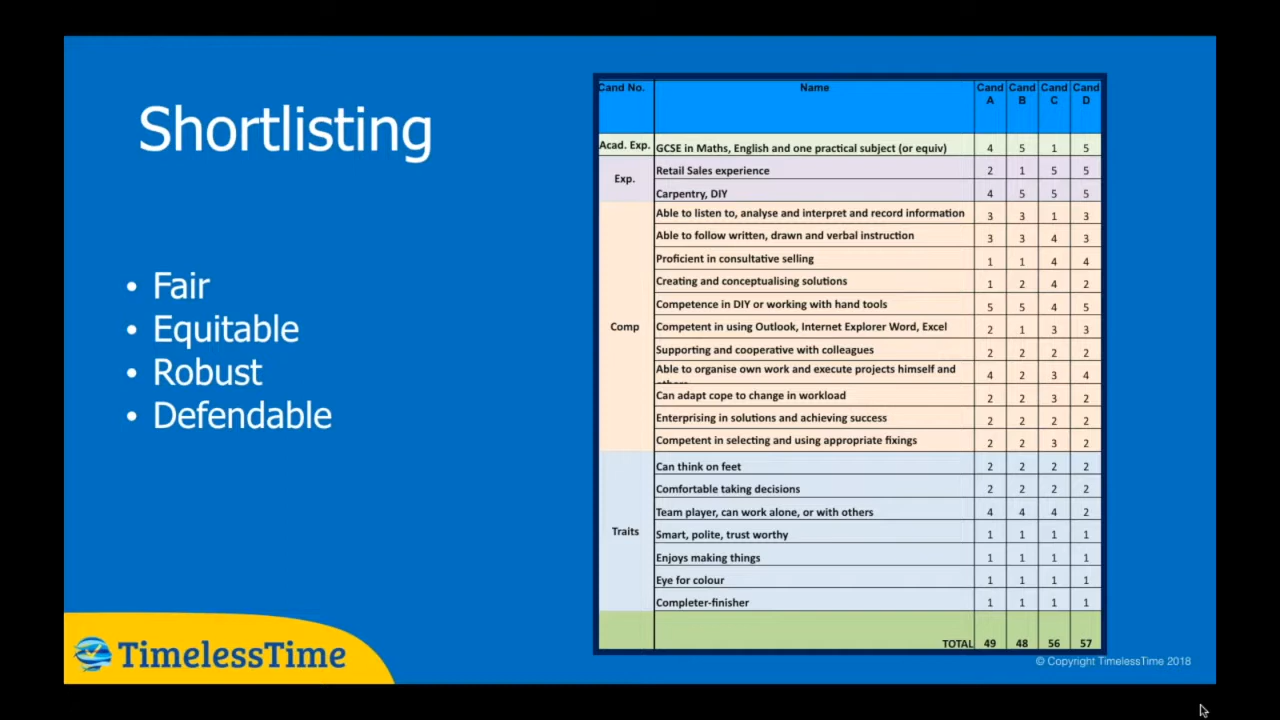 Shortlisting
• Fair
• Equitable
• Robust
• Defendable
Cand No. Name Cand A Cand B Cand C Cand D
Acad. Exp. GCSE in Maths, English and one practical subject (or equiv) 4 5 1 5
Exp. Retail Sales experience 2 1 5 5
Carpentry, DIY 4 5 5 5
Comp Able to listen to, analyse and interpret and record information 3 3 1 3
Able to follow written, drawn and verbal instruction 3 3 4 3
Proficient in consultative selling 1 1 4 4
Creating and conceptualising solutions 1 2 4 2
Competence in DIY or working with hand tools 5 5 4 5
Competent in using Outlook, Internet Explorer Word, Excel 2 1 3 3
Supporting and cooperative with colleagues 2 2 2 2
Able to organise own work and execute projects himself and 4 2 3 4
Can adapt cope to change in workload 2 2 3 2
Enterprising in solutions and achieving success 2 2 2 2
Competent in selecting and using appropriate fixings 2 2 3 2
Traits Can think on feet 2 2 2 2
Comfortable taking decisions 2 2 2 2
Team player, can work alone, or with others 4 4 4 2
Smart, polite, trust worthy 1 1 1 1
Enjoys making things 1 1 1 1
Eye for colour 1 1 1 1
Completer-finisher 1 1 1 1
TOTAL 49 48 56 57
TimelessTime
© Copyright TimelessTime 2018